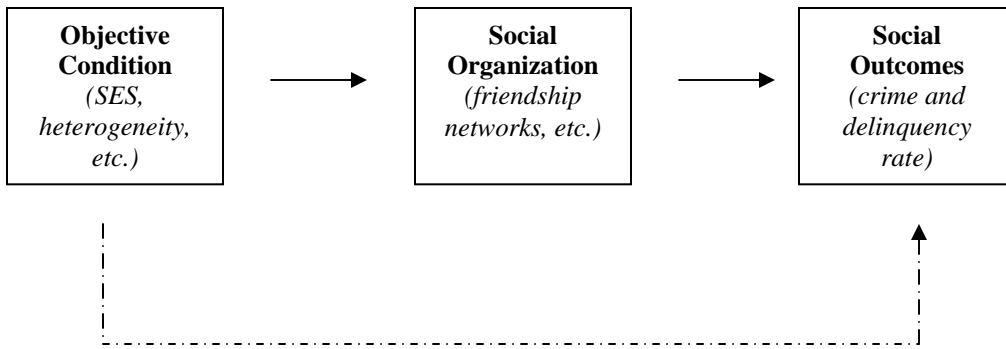 Objective
Condition
(SES,
heterogeneity,
etc.)
Social
Organization
(friendship
networks, etc.)
Social
Outcomes
(crime and
delinquency
rate)